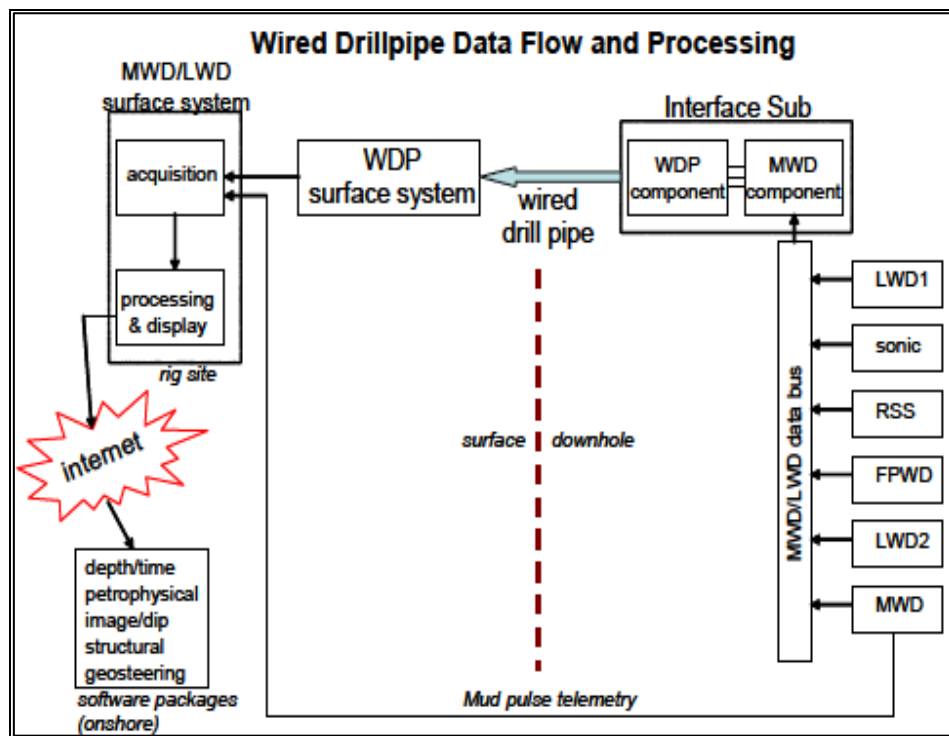 Wired Drillpipe Data Flow and Processing
MWD/LWD
surface system
acquisition
processing
& display
rig site
WDP
surface system
wired
drill pipe
Interface Sub
WDP
component
MWD
component
MWD/LWD data bus
LWD1
sonic
RSS
FPWD
LWD2
MWD
surface
downhole
internet
depth/time
petrophysical
image/dip
structural
geosteering
software packages
(onshore)
Mud pulse telemetry